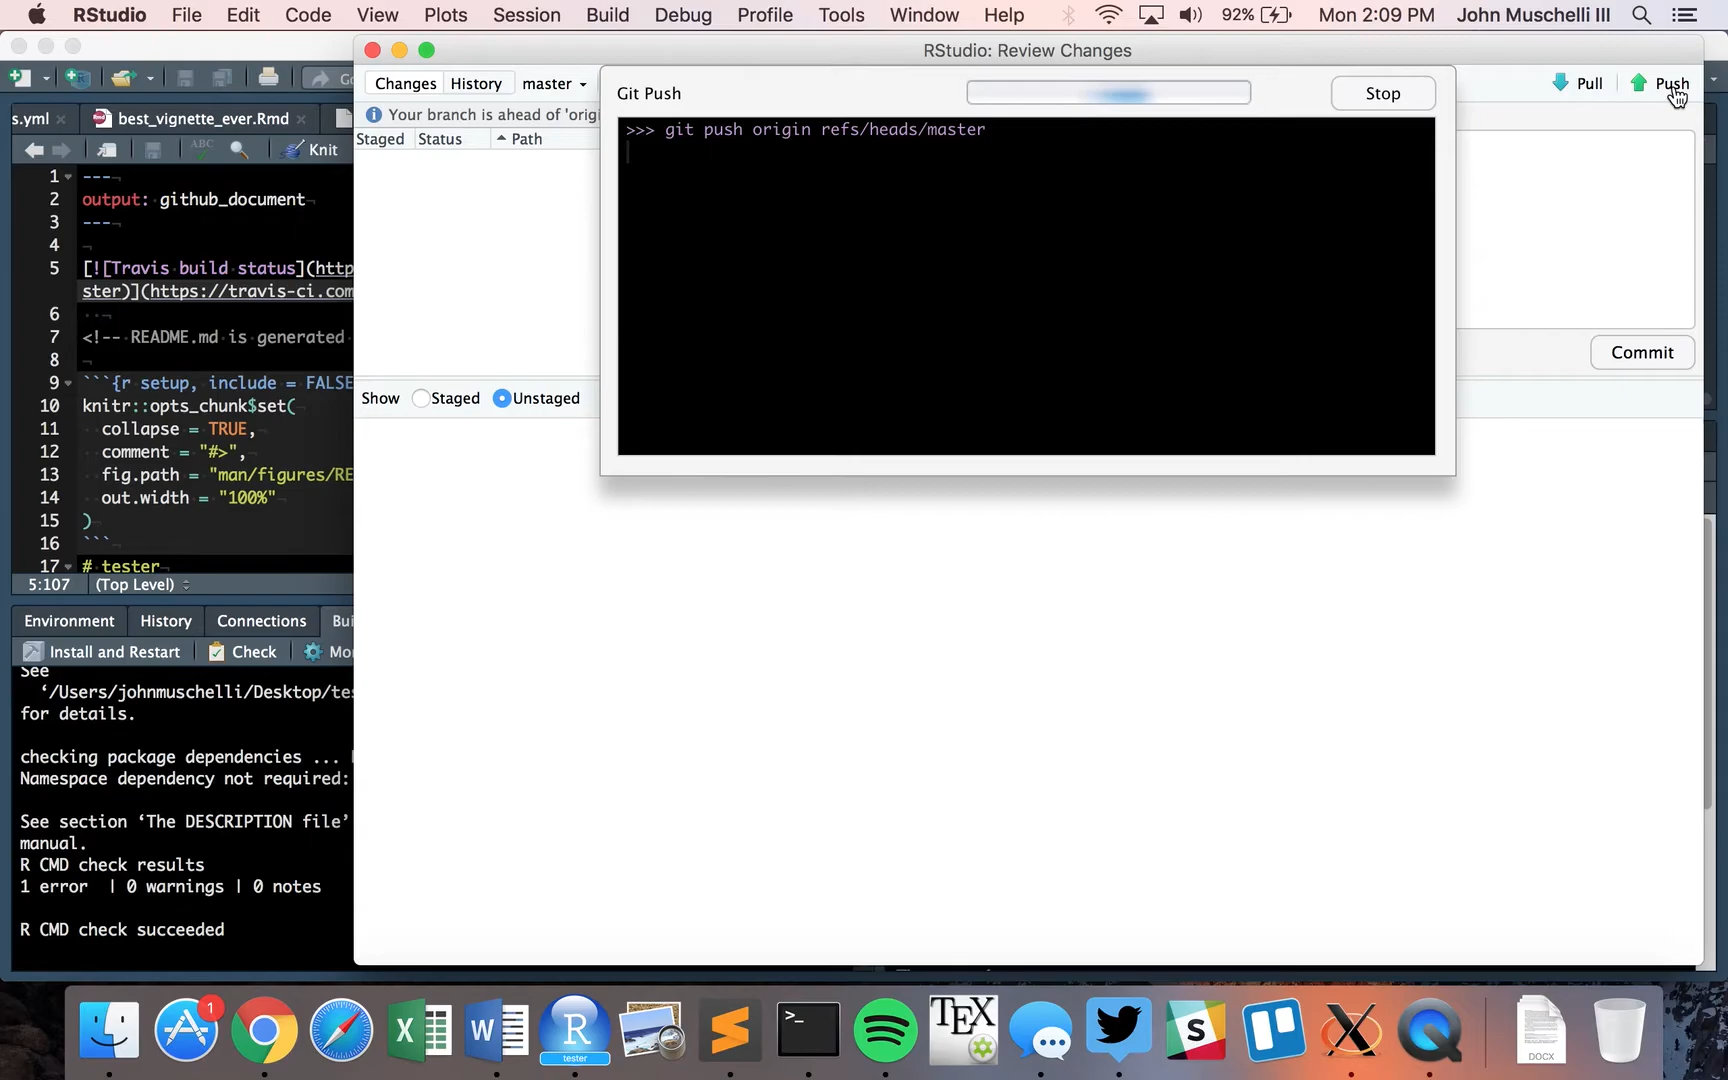 RStudio File Edit Code View Plots Session Build Debug Profile Tools Window Help 92% Mon 2:09 PM John Muschelli III
RStudio: Review Changes
Changes History master
Git Push
Stop
Pull
Push
Your branch is ahead of 'origi
Staged Status Path
>>> git push origin refs/heads/master
Commit
Show Staged Unstaged
s.yml best_vignette_ever.Rmd
ABC Knit
1 ---
2 output: github_document
3 ---
4
5 [![Travis build status](http
ster)](https://travis-ci.com
6
7 <!-- README.md is generated
8
9 ```{r setup, include = FALSE
10 knitr::opts_chunk$set(
11 collapse = TRUE,
12 comment = "#>",
13 fig.path = "man/figures/RE
14 out.width = "100%"
15 )
16 ```
17 # tester
5:107 (Top Level)
Environment History Connections Bui
Install and Restart Check Mor
See
‘/Users/johnmuschelli/Desktop/tes
for details.
checking package dependencies ...
Namespace dependency not required:
See section ‘The DESCRIPTION file’
manual.
R CMD check results
1 error | 0 warnings | 0 notes
R CMD check succeeded
1
X
W
R
tester
>_
TEX
S
X
DOCX